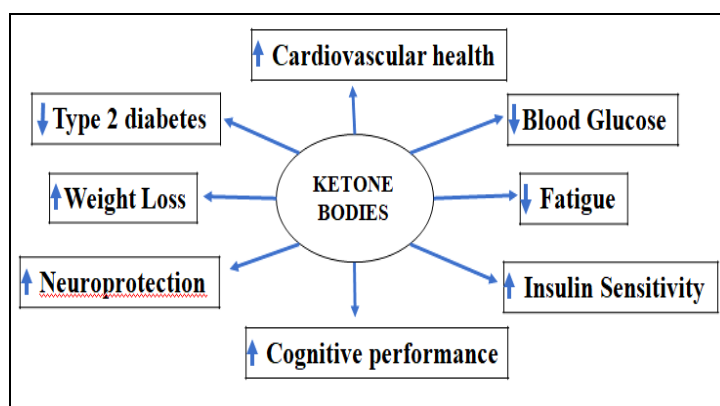 Cardiovascular health
Type 2 diabetes
Blood Glucose
KETONE
BODIES
Weight Loss
Fatigue
Neuroprotection
Insulin Sensitivity
Cognitive performance